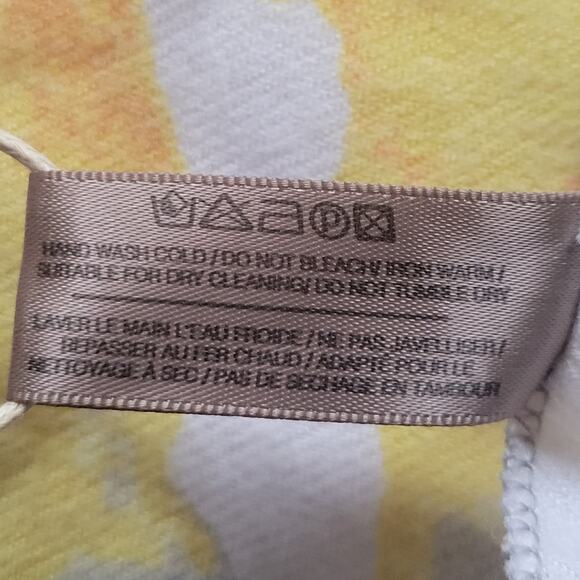 P
HAND WASH COLD / DO NOT BLEACH/ IRON WARM /
SUITABLE FOR DRY CLEANING/ DO NOT TUMBLE DRY
LAVER LE MAIN L'EAU FROIDE / NE PAS JAVELLISER/
REPASSER AU FER CHAUD / ADAPTÉ POUR LE
NETTOYAGE À SEC / PAS DE SECHAGE EN TAMBOUR